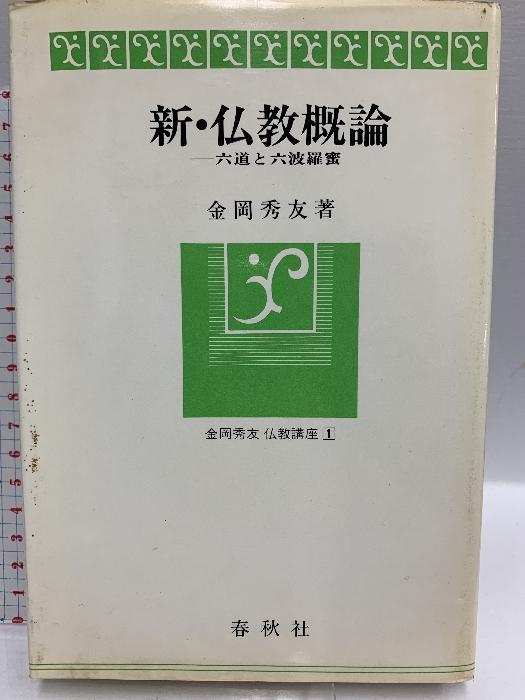 新・仏教概論
―六道と六波羅蜜
金岡秀友著
金岡秀友 仏教講座 1
春秋社